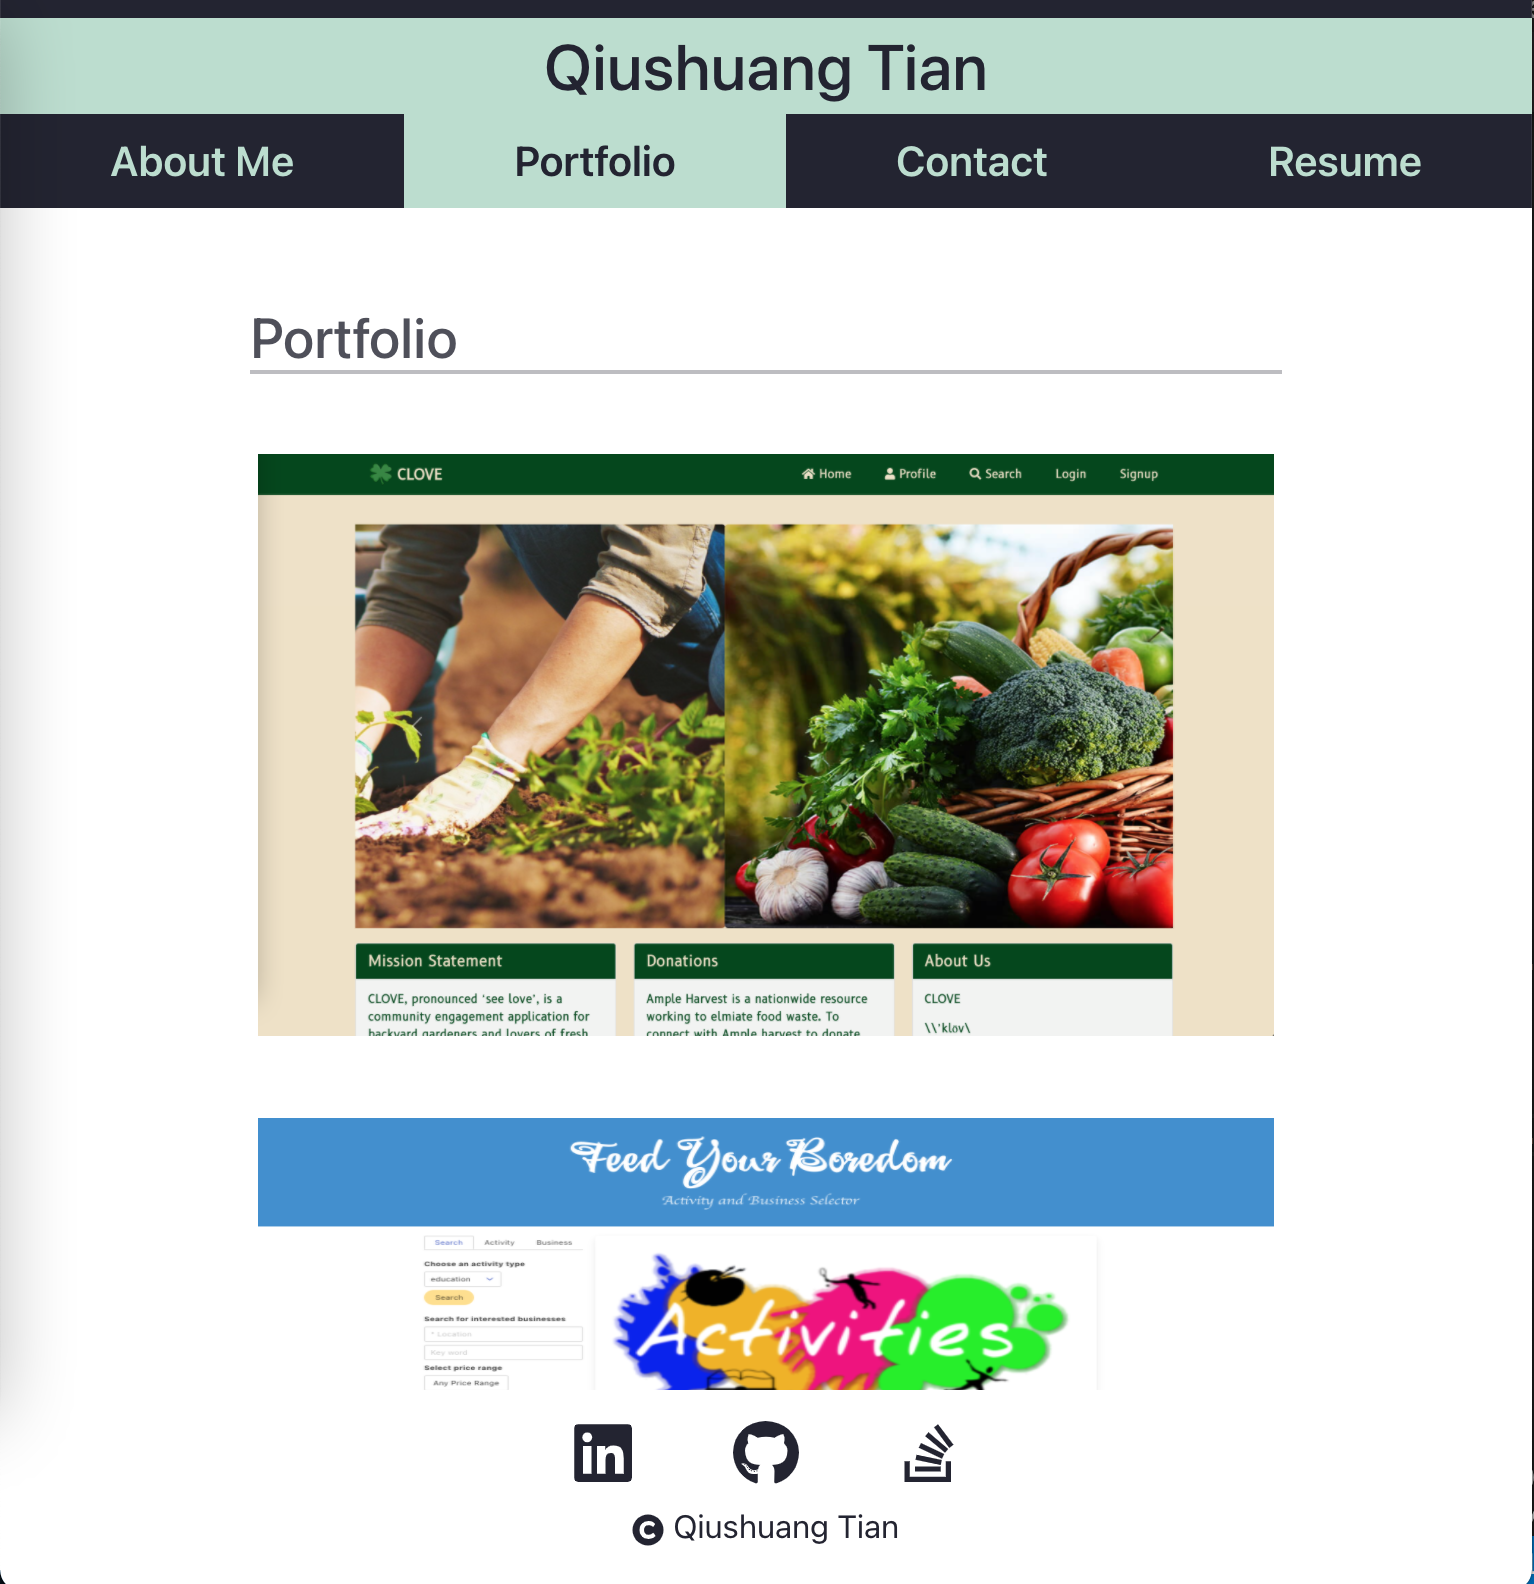 Qiushuang Tian
About Me Portfolio Contact Resume
Portfolio
CLOVE Home Profile Search Login Signup
Mission Statement
CLOVE, pronounced 'see love', is a
community engagement application for
backyard gardeners and lovers of fresh
Donations
Ample Harvest is a nationwide resource
working to elmiate food waste. To
connect with Ample harvest to donate
About Us
CLOVE
\\'klov\
Feed Your Boredom
Activity and Business Selector
Search Activity Business
Choose an activity type
education
Search
Search for interested businesses
* Location
Key word
Select price range
Any Price Range
Activities
in
C Qiushuang Tian